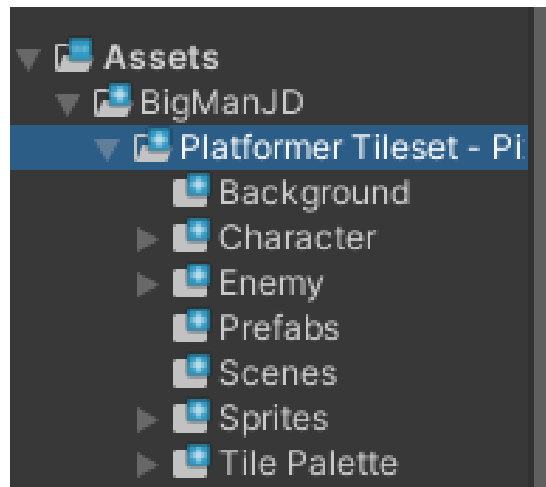 Assets
BigManJD
Platformer Tileset - Pi
Background
Character
Enemy
Prefabs
Scenes
Sprites
Tile Palette